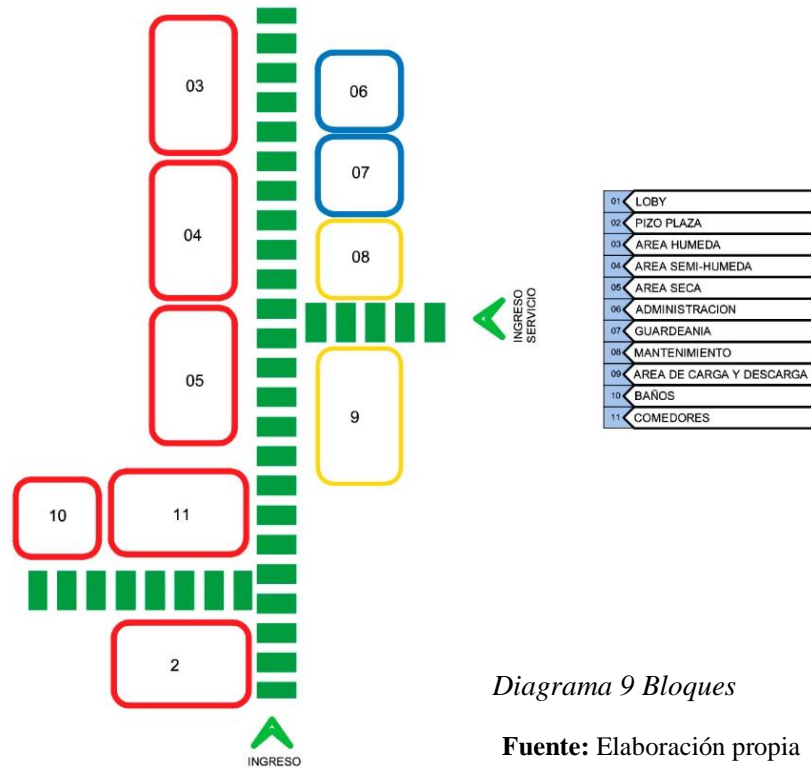 03
06
07
04
08
INGRESO
SERVICIO
05
9
10
11
2
INGRESO
01 LOBY
02 PIZO PLAZA
03 AREA HUMEDA
04 AREA SEMI-HUMEDA
05 AREA SECA
06 ADMINISTRACION
07 GUARDEANIA
08 MANTENIMIENTO
09 AREA DE CARGA Y DESCARGA
10 BAÑOS
11 COMEDORES
Diagrama 9 Bloques
Fuente: Elaboración propia